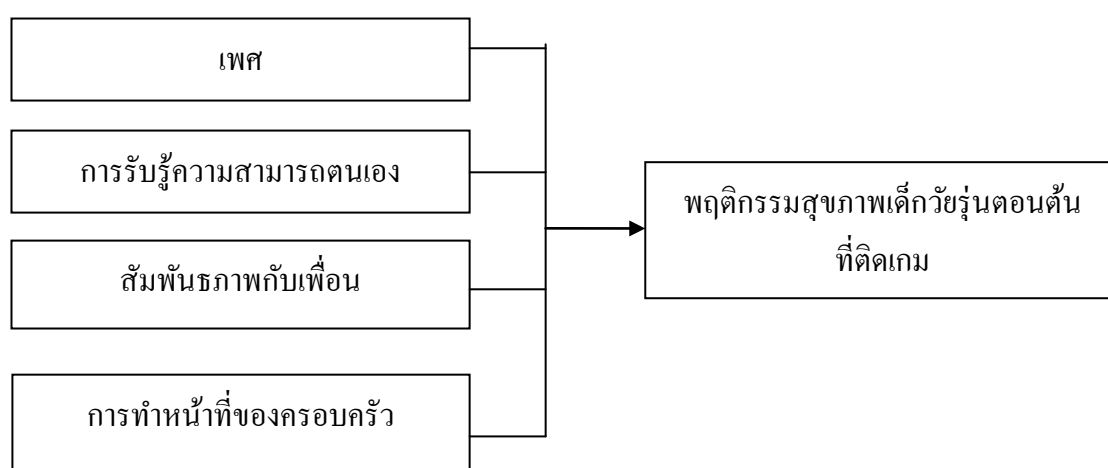 เพศ
การรับรู้ความสามารถตนเอง
สัมพันธภาพกับเพื่อน
การทำหน้าที่ของครอบครัว
พฤติกรรมสุขภาพเด็กวัยรุ่นตอนต้น
ที่ติดเกม